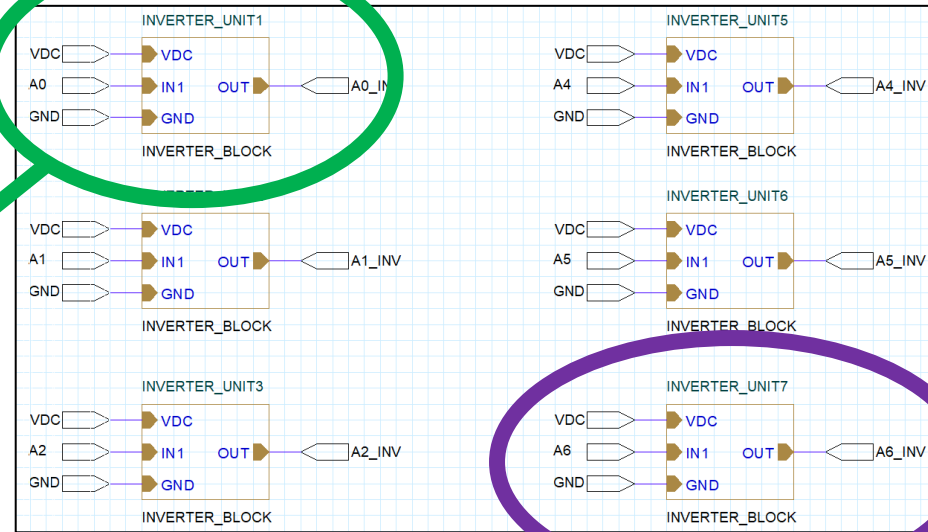 INVERTER_UNIT1
VDC VDC
A0 IN1 OUT
GND GND
INVERTER_BLOCK
VDC VDC
A1 IN1 OUT A1_INV
GND GND
INVERTER_BLOCK
INVERTER_UNIT3
VDC VDC
A2 IN1 OUT A2_INV
GND GND
INVERTER_BLOCK
INVERTER_UNIT5
VDC VDC
A4 IN1 OUT A4_INV
GND GND
INVERTER_BLOCK
INVERTER_UNIT6
VDC VDC
A5 IN1 OUT A5_INV
GND GND
INVERTER_BLOCK
INVERTER_UNIT7
VDC VDC
A6 IN1 OUT A6_INV
GND GND
INVERTER_BLOCK